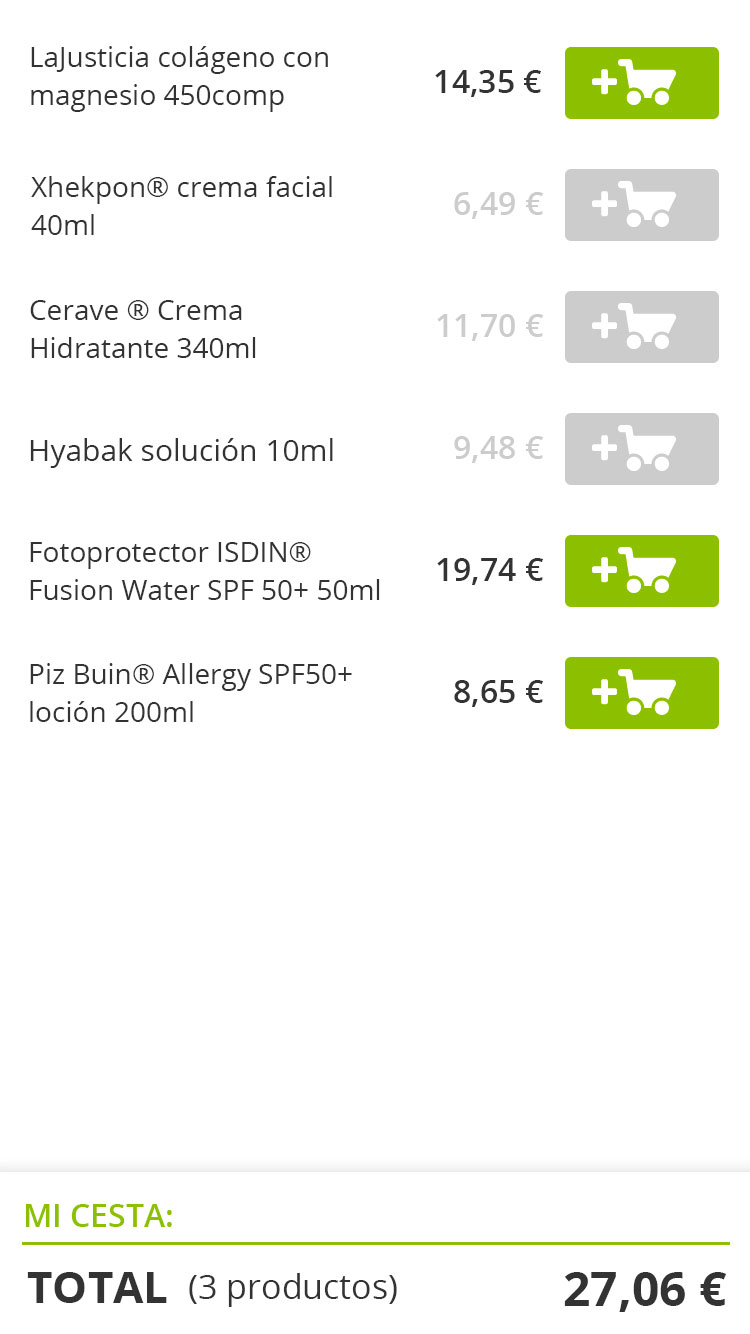 LaJusticia colágeno con
magnesio 450comp
14,35 €
Xhekpon® crema facial
40ml
6,49 €
Cerave ® Crema
Hidratante 340ml
11,70 €
Hyabak solución 10ml
9,48 €
Fotoprotector ISDIN®
Fusion Water SPF 50+ 50ml
19,74 €
Piz Buin® Allergy SPF50+
loción 200ml
8,65 €
MI CESTA:
TOTAL (3 productos) 27,06 €